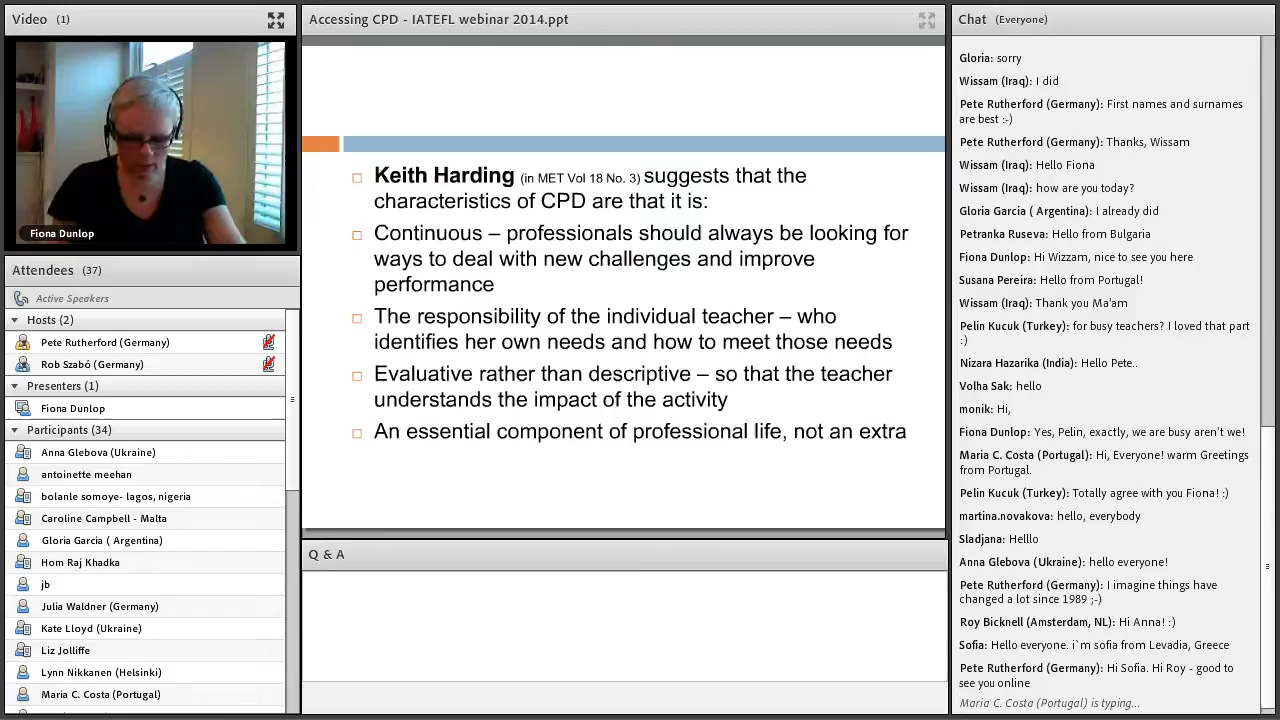 Video (1)
Fiona Dunlop
Attendees (37)
Active Speakers
Hosts (2)
Pete Rutherford (Germany)
Rob Szabó (Germany)
Presenters (1)
Fiona Dunlop
Participants (34)
Anna Glebova (Ukraine)
antoinette meehan
bolanle somoye- lagos, nigeria
Caroline Campbell - Malta
Gloria Garcia ( Argentina)
Hom Raj Khadka
jb
Julia Waldner (Germany)
Kate Lloyd (Ukraine)
Liz Jolliffe
Lynn Nikkanen (Helsinki)
Maria C. Costa (Portugal)
Accessing CPD - IATEFL webinar 2014.ppt
Keith Harding (in MET Vol 18 No. 3) suggests that the
characteristics of CPD are that it is:
Continuous – professionals should always be looking for
ways to deal with new challenges and improve
performance
The responsibility of the individual teacher – who
identifies her own needs and how to meet those needs
Evaluative rather than descriptive – so that the teacher
understands the impact of the activity
An essential component of professional life, not an extra
Q & A
Chat (Everyone)
Gloria: sorry
Wissam (Iraq): I did
Pete Rutherford (Germany): First names and surnames
are best :-)
Pete Rutherford (Germany): Thanks, Wissam
Wissam (Iraq): Hello Fiona
Wissam (Iraq): how are you today?
Gloria Garcia ( Argentina): I already did
Petranka Ruseva: Hello from Bulgaria
Fiona Dunlop: Hi Wizzam, nice to see you here
Susana Pereira: Hello from Portugal!
Wissam (Iraq): Thank you Ma'am
Pelin Kucuk (Turkey): for busy teachers? I loved that part
:)
Nizara Hazarika (India): Hello Pete..
Volha Sak: hello
monik: Hi,
Fiona Dunlop: Yes, Pelin, exactly, we are busy aren't we!
Maria C. Costa (Portugal): Hi, Everyone! warm Greetings
from Portugal.
Pelin Kucuk (Turkey): Totally agree with you Fiona! :)
martina.novakova: hello, everybody
Sladjana: Helllo
Anna Glebova (Ukraine): hello everyone!
Pete Rutherford (Germany): I imagine things have
changed a lot since 1989 ;-)
Roy Bicknell (Amsterdam, NL): Hi Anna! :)
Sofia: Hello everyone. i`m sofia from Levadia, Greece
Pete Rutherford (Germany): Hi Sofia. Hi Roy - good to
see you online
Maria C. Costa (Portugal) is typing...